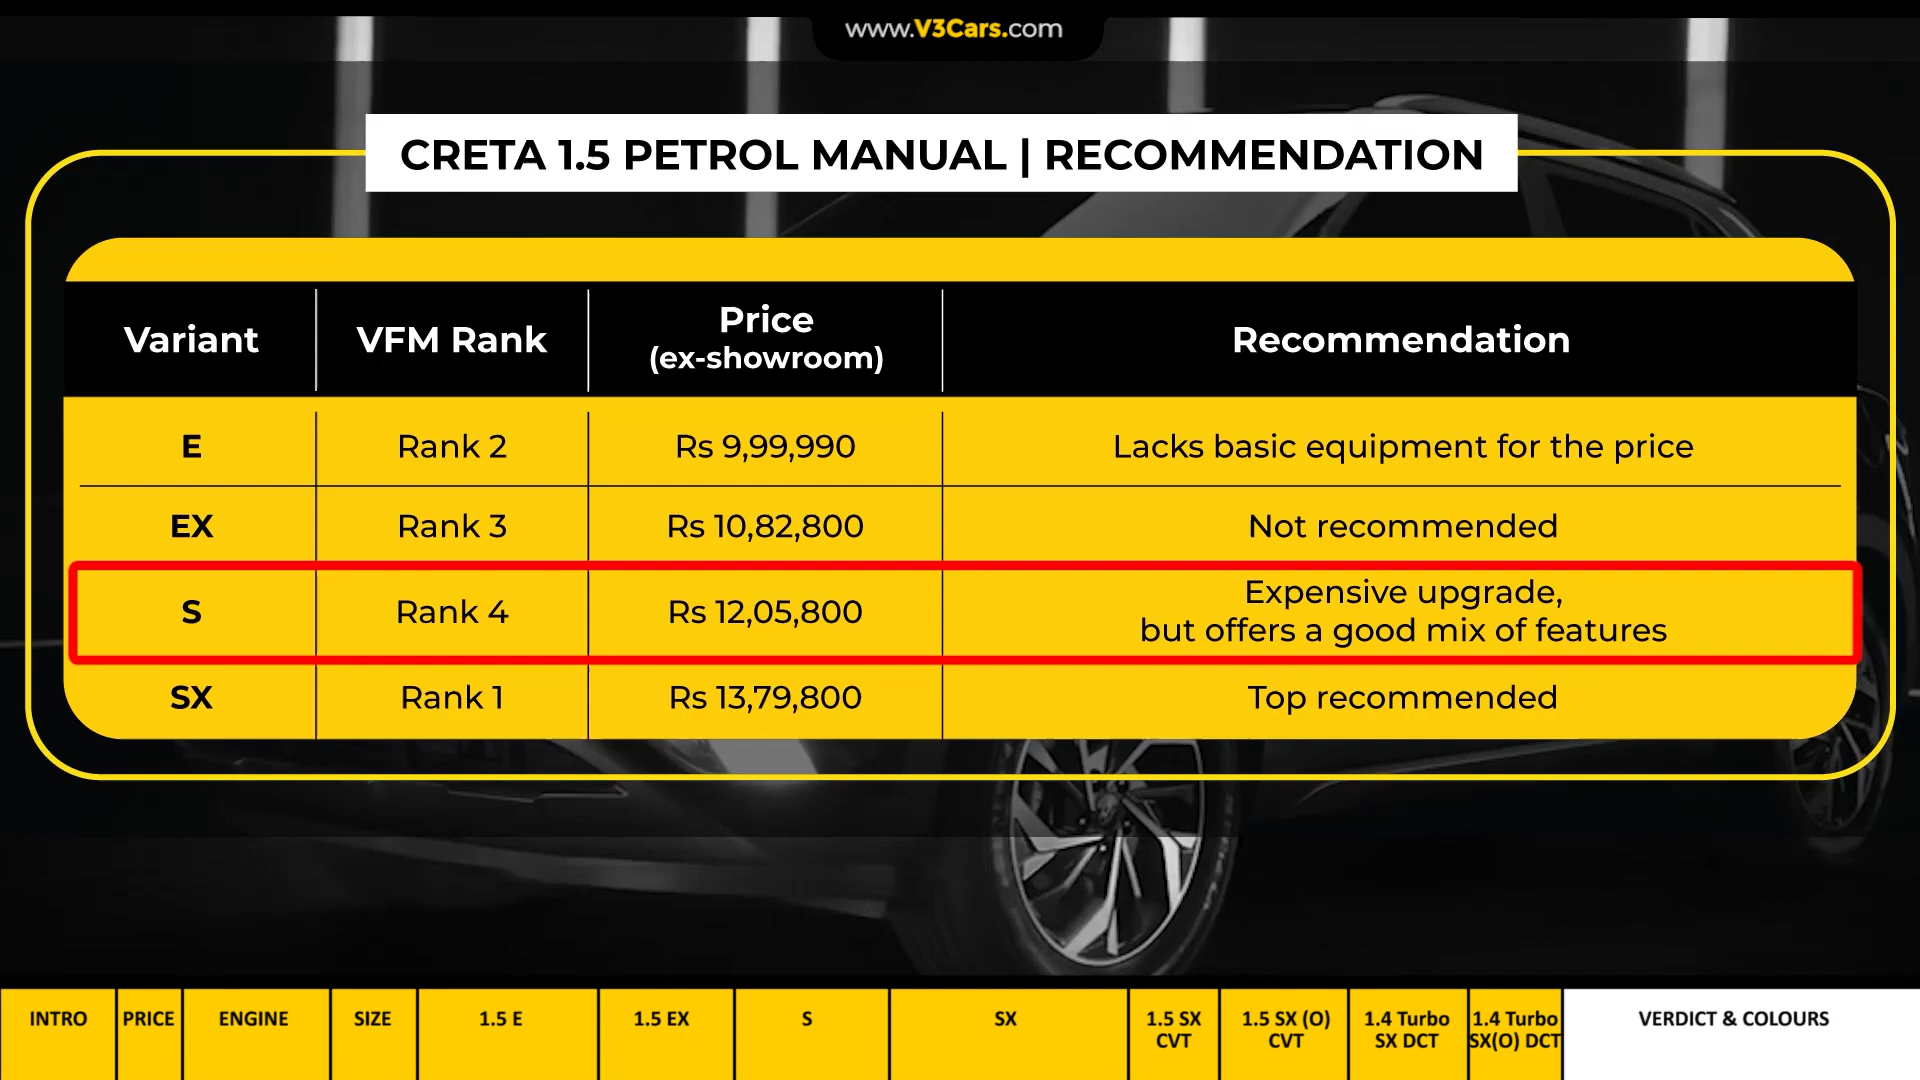 www.V3Cars.com
CRETA 1.5 PETROL MANUAL | RECOMMENDATION
Variant VFM Rank Price (ex-showroom) Recommendation
E Rank 2 Rs 9,99,990 Lacks basic equipment for the price
EX Rank 3 Rs 10,82,800 Not recommended
S Rank 4 Rs 12,05,800 Expensive upgrade,
but offers a good mix of features
SX Rank 1 Rs 13,79,800 Top recommended
INTRO PRICE ENGINE SIZE 1.5 E 1.5 EX S SX 1.5 SX CVT 1.5 SX (O) CVT 1.4 Turbo SX DCT 1.4 Turbo SX(O) DCT VERDICT & COLOURS